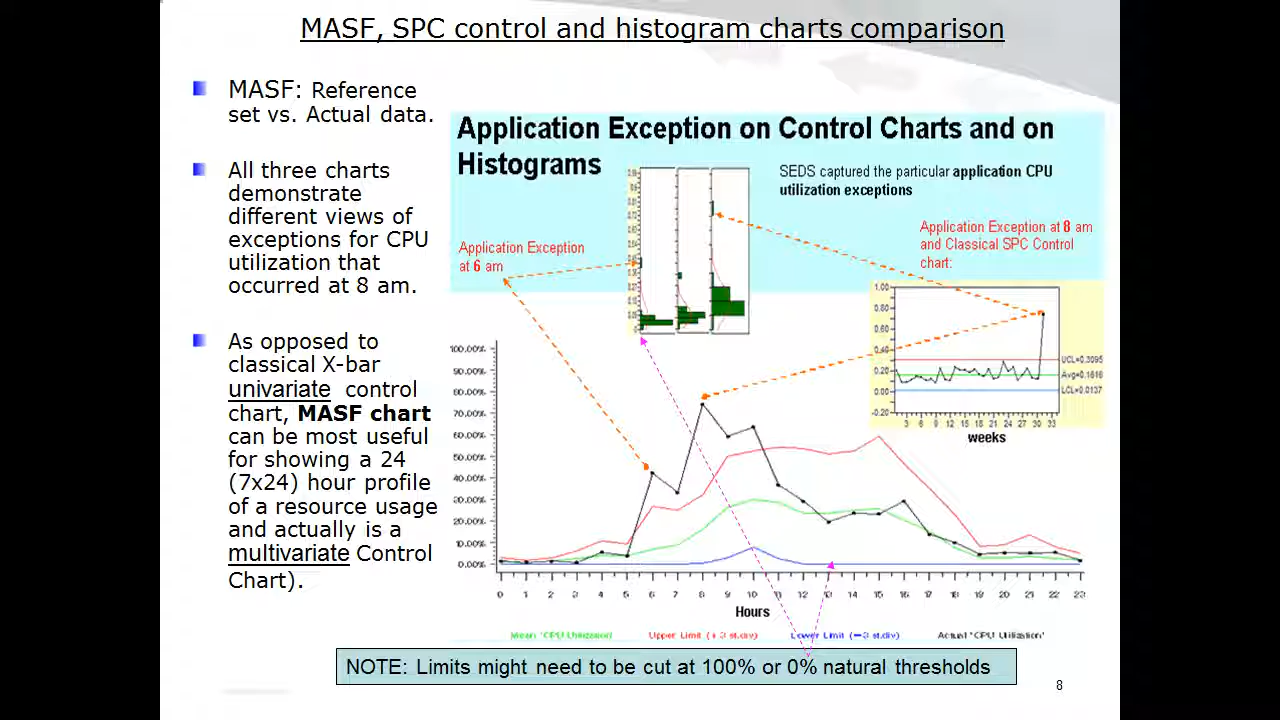 MASF, SPC control and histogram charts comparison
MASF: Reference
set vs. Actual data.
All three charts
demonstrate
different views of
exceptions for CPU
utilization that
occurred at 8 am.
As opposed to
classical X-bar
univariate control
chart, MASF chart
can be most useful
for showing a 24
(7x24) hour profile
of a resource usage
and actually is a
multivariate Control
Chart).
Application Exception on Control Charts and on
Histograms
SEDS captured the particular application CPU
utilization exceptions
Application Exception
at 6 am
Application Exception at 8 am
and Classical SPC Control
chart:
1.00
0.80
0.60
0.40
0.20
0.00
-0.20
UCL=0.3095
Avg=0.1616
LCL=0.0137
3 6 9 12 15 18 21 24 27 30 33
weeks
100.00%
90.00%
80.00%
70.00%
60.00%
50.00%
40.00%
30.00%
20.00%
10.00%
0.00%
0 1 2 3 4 5 6 7 8 9 10 11 12 13 14 15 16 17 18 19 20 21 22 23
Hours
Mean "CPU Utilization" Upper Limit (+3 st.div) Lower Limit (-3 st.div) Actual "CPU Utilization"
NOTE: Limits might need to be cut at 100% or 0% natural thresholds
8